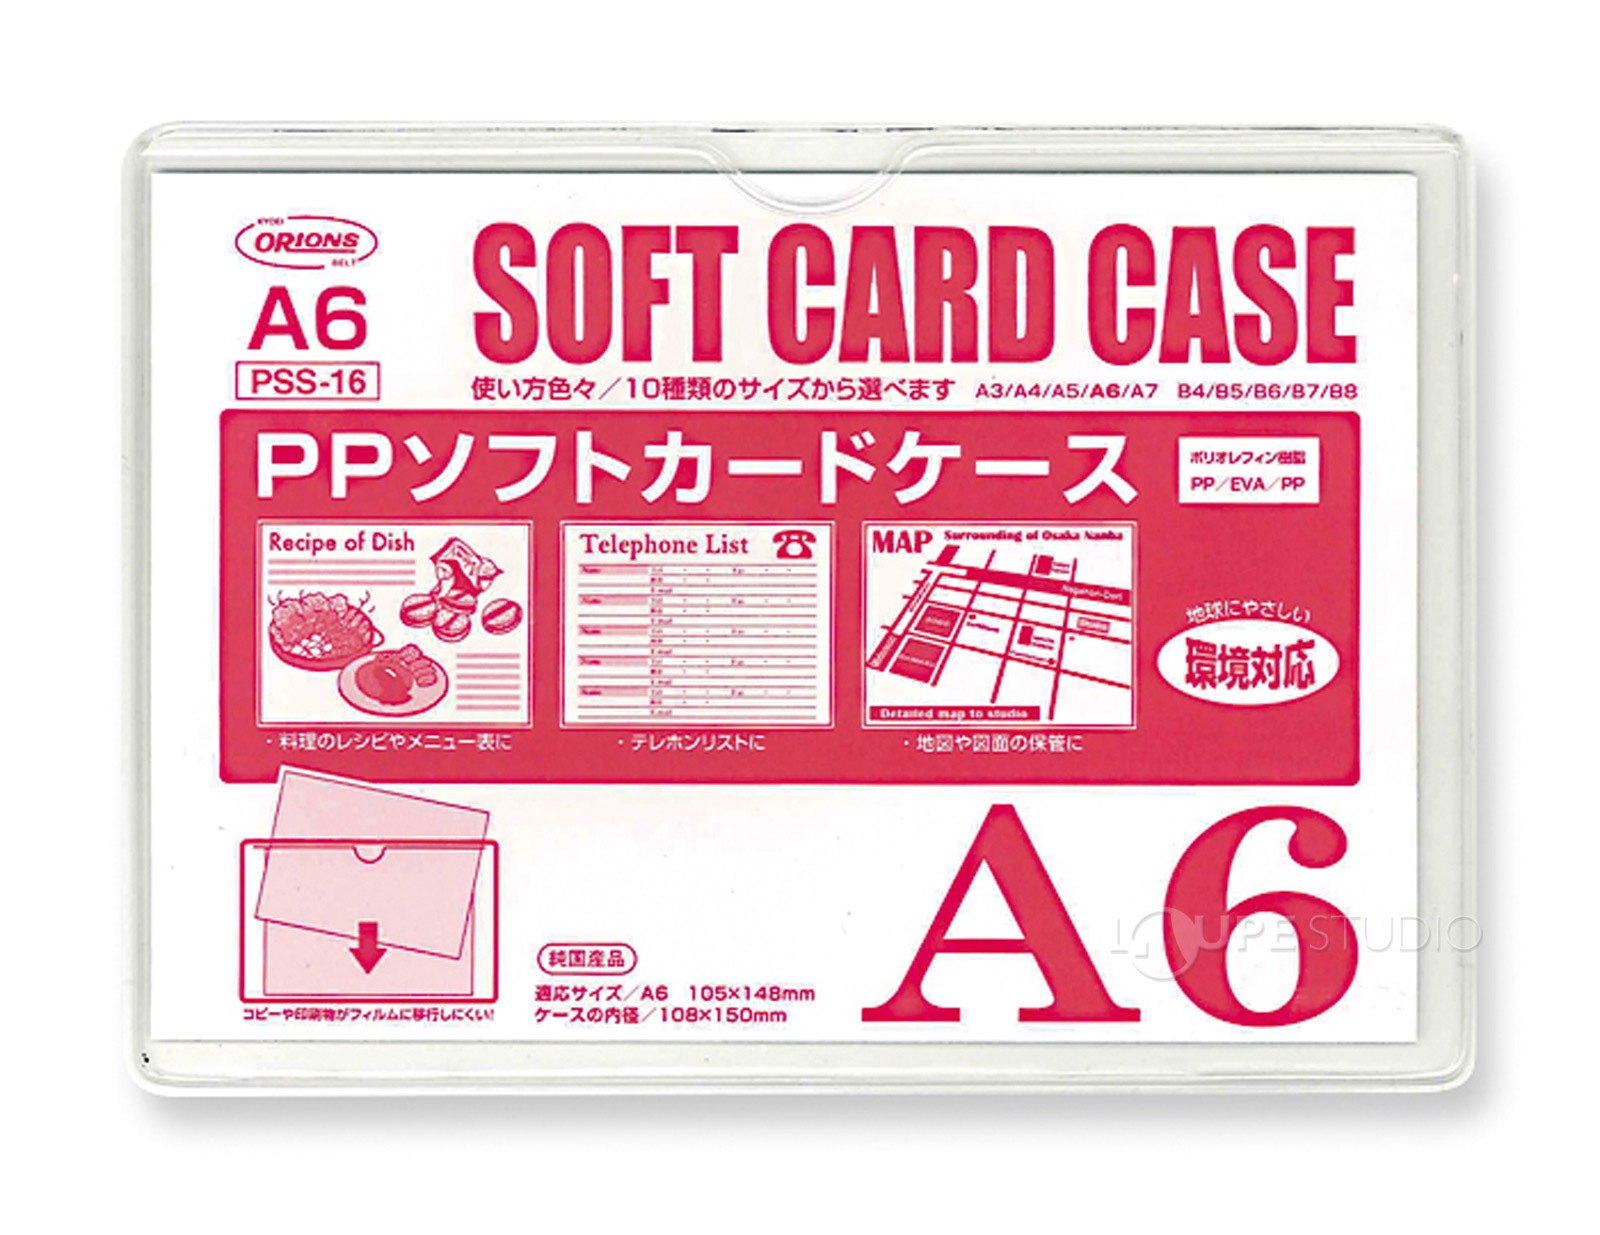 KYOEI
ORIONS
BELT
A6
PSS-16
SOFT CARD CASE
使い方色々／10種類のサイズから選べます A3/A4/A5/A6/A7 B4/B5/B6/B7/B8
PPソフトカードケース
ポリオレフィン樹脂
PP／EVA／PP
Recipe of Dish
Telephone List
MAP Surrounding of Osaka Nanba
Detailed map to studio
・料理のレシピやメニュー表に
・テレホンリストに
・地図や図面の保管に
地球にやさしい
環境対応
コピーや印刷物がフィルムに移行しにくい!
純国産品
適応サイズ／A6 105×148mm
ケースの内径／108×150mm
A6
LOUPE STUDIO